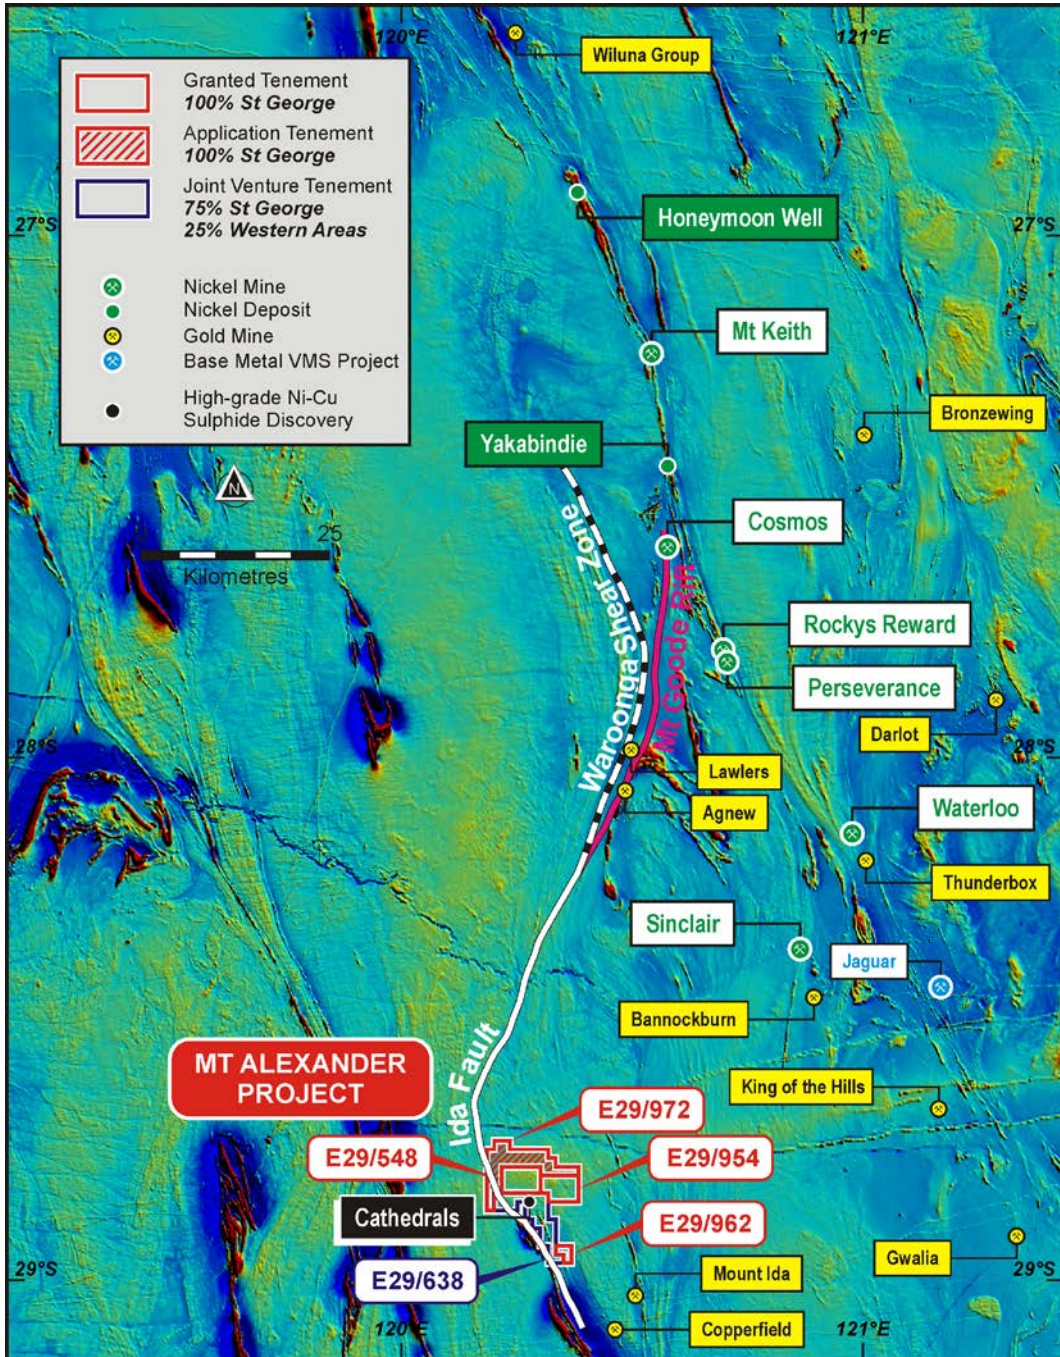 120°E
121°E
Wiluna Group
Granted Tenement
100% St George
Application Tenement
100% St George
Joint Venture Tenement
75% St George
25% Western Areas
Nickel Mine
Nickel Deposit
Gold Mine
Base Metal VMS Project
High-grade Ni-Cu
Sulphide Discovery
27°S
27°S
Honeymoon Well
Mt Keith
Bronzewing
Yakabindie
N
0
25
Kilometres
Cosmos
Waroonga Shear Zone
Mt Goode Rift
Rockys Reward
Perseverance
Darlot
28°S
28°S
Lawlers
Agnew
Waterloo
Thunderbox
Sinclair
Jaguar
Bannockburn
Ida Fault
MT ALEXANDER
PROJECT
King of the Hills
E29/972
E29/548
E29/954
Cathedrals
E29/962
Gwalia
29°S
29°S
E29/638
Mount Ida
Copperfield
120°E
121°E